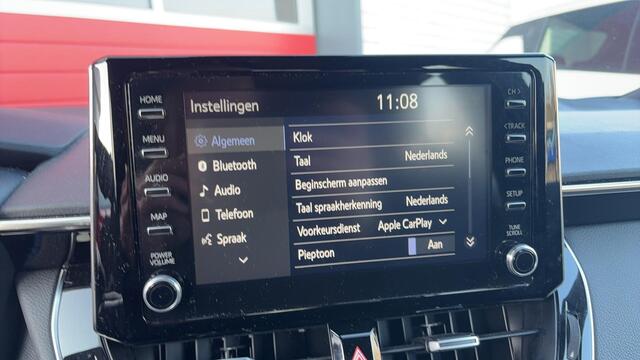 HOME
MENU
AUDIO
MAP
POWER
VOLUME
Instellingen 11:08
Algemeen
Bluetooth
Audio
Telefoon
Spraak
Klok
Taal Nederlands
Beginscherm aanpassen
Taal spraakherkenning Nederlands
Voorkeursdienst Apple CarPlay
Pieptoon Aan
CH >
< TRACK
PHONE
SETUP
TUNE
SCROLL